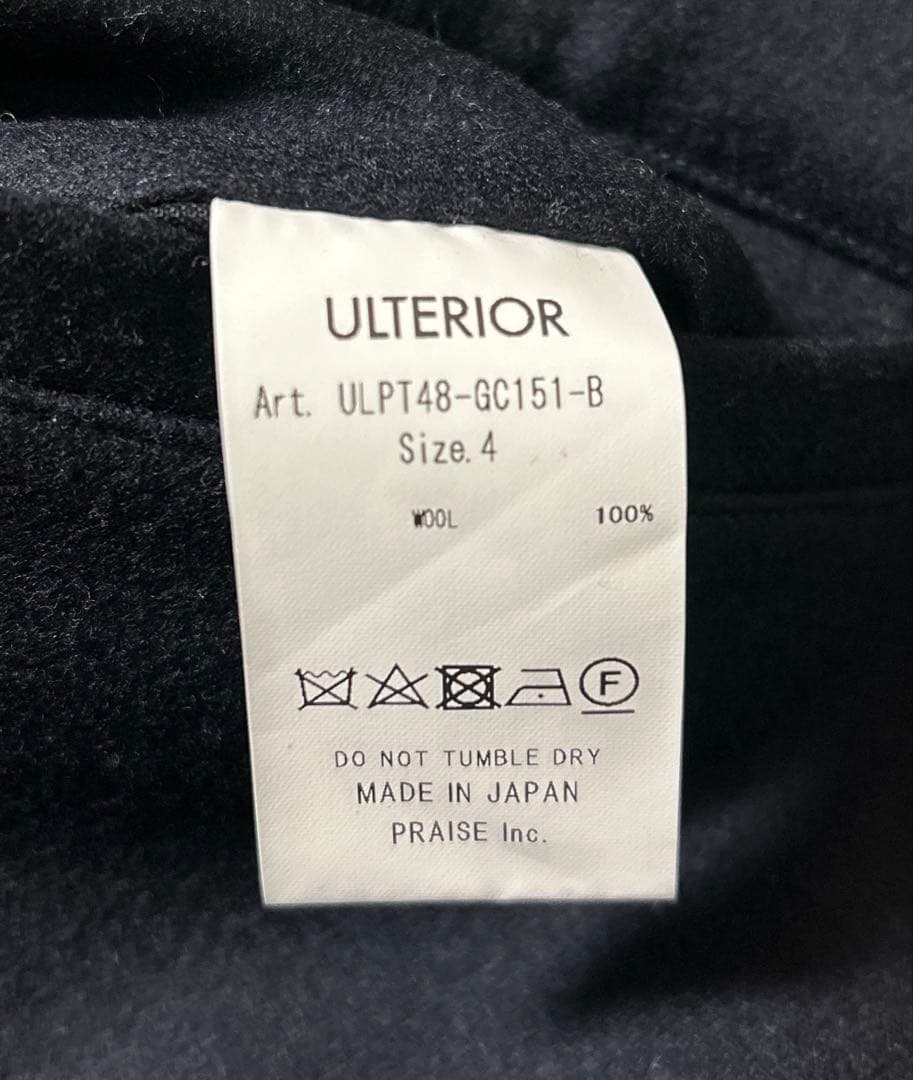 ULTERIOR
Art. ULPT48-GC151-B
Size.4
WOOL 100%
F
DO NOT TUMBLE DRY
MADE IN JAPAN
PRAISE Inc.